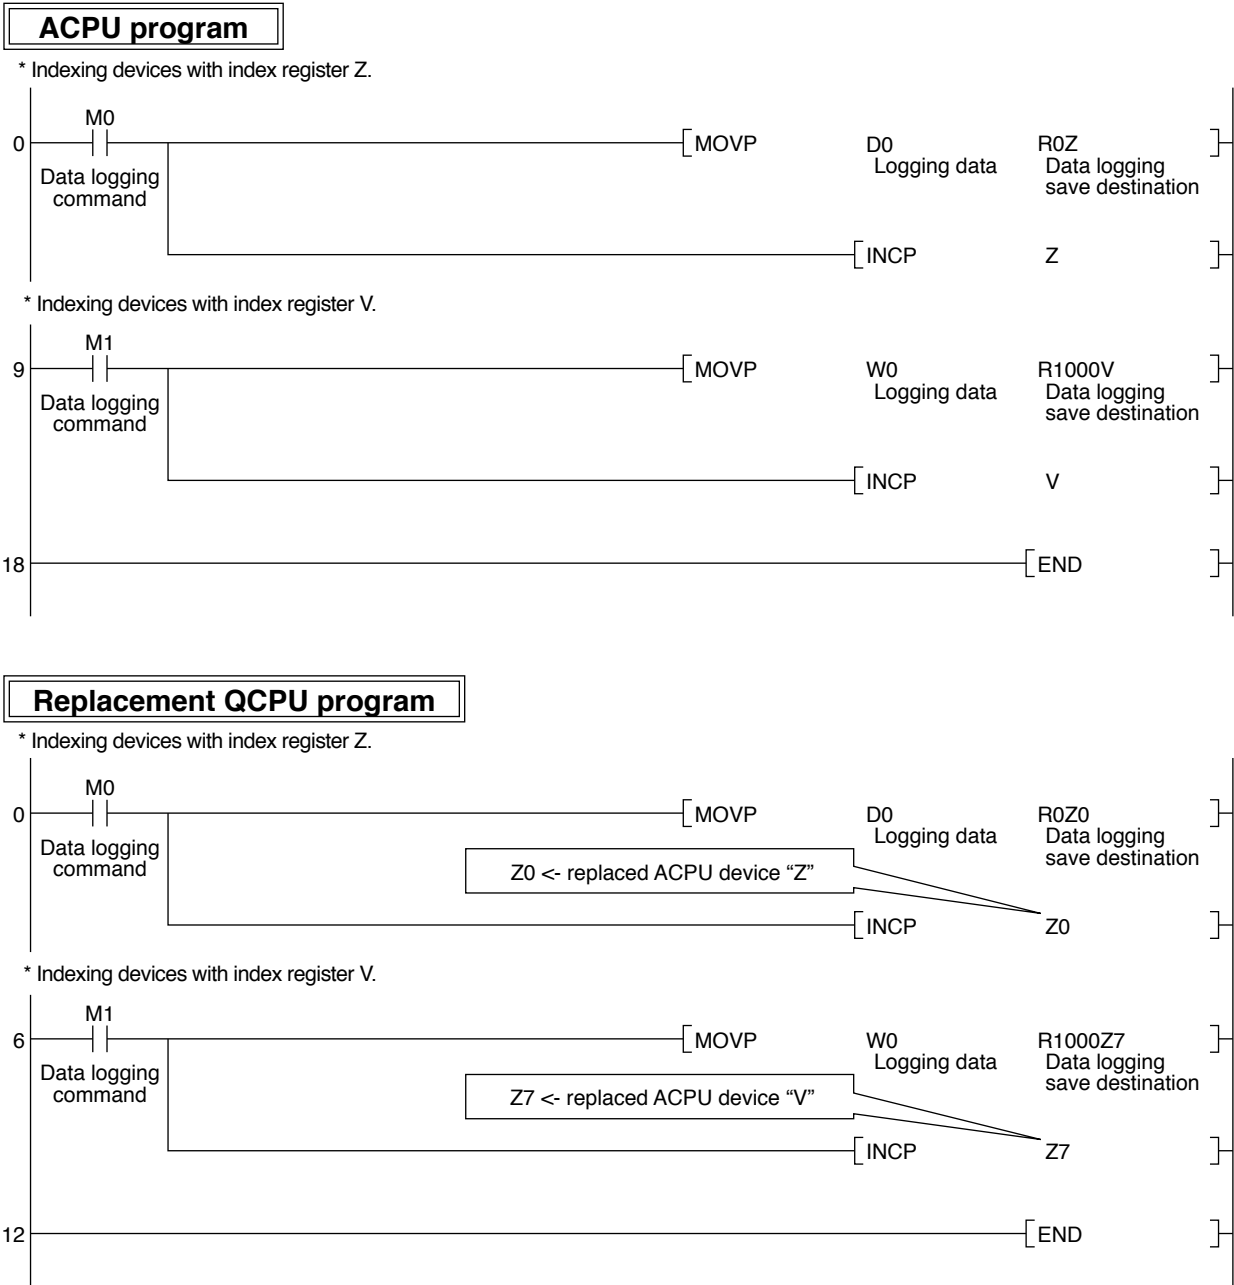 ACPU program
* Indexing devices with index register Z.
M0
0
MOVP D0 R0Z
Logging data Data logging
save destination
Data logging
command
INCP Z
* Indexing devices with index register V.
M1
9
MOVP W0 R1000V
Logging data Data logging
save destination
Data logging
command
INCP V
18
END
Replacement QCPU program
* Indexing devices with index register Z.
M0
0
MOVP D0 R0Z0
Logging data Data logging
save destination
Data logging
command
Z0 <- replaced ACPU device “Z”
INCP Z0
* Indexing devices with index register V.
M1
6
MOVP W0 R1000Z7
Logging data Data logging
save destination
Data logging
command
Z7 <- replaced ACPU device “V”
INCP Z7
12
END